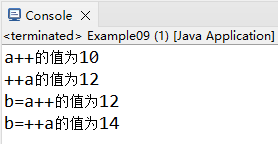 Console
<terminated> Example09 (1) [Java Application]
a++的值为10
++a的值为12
b=a++的值为12
b=++a的值为14